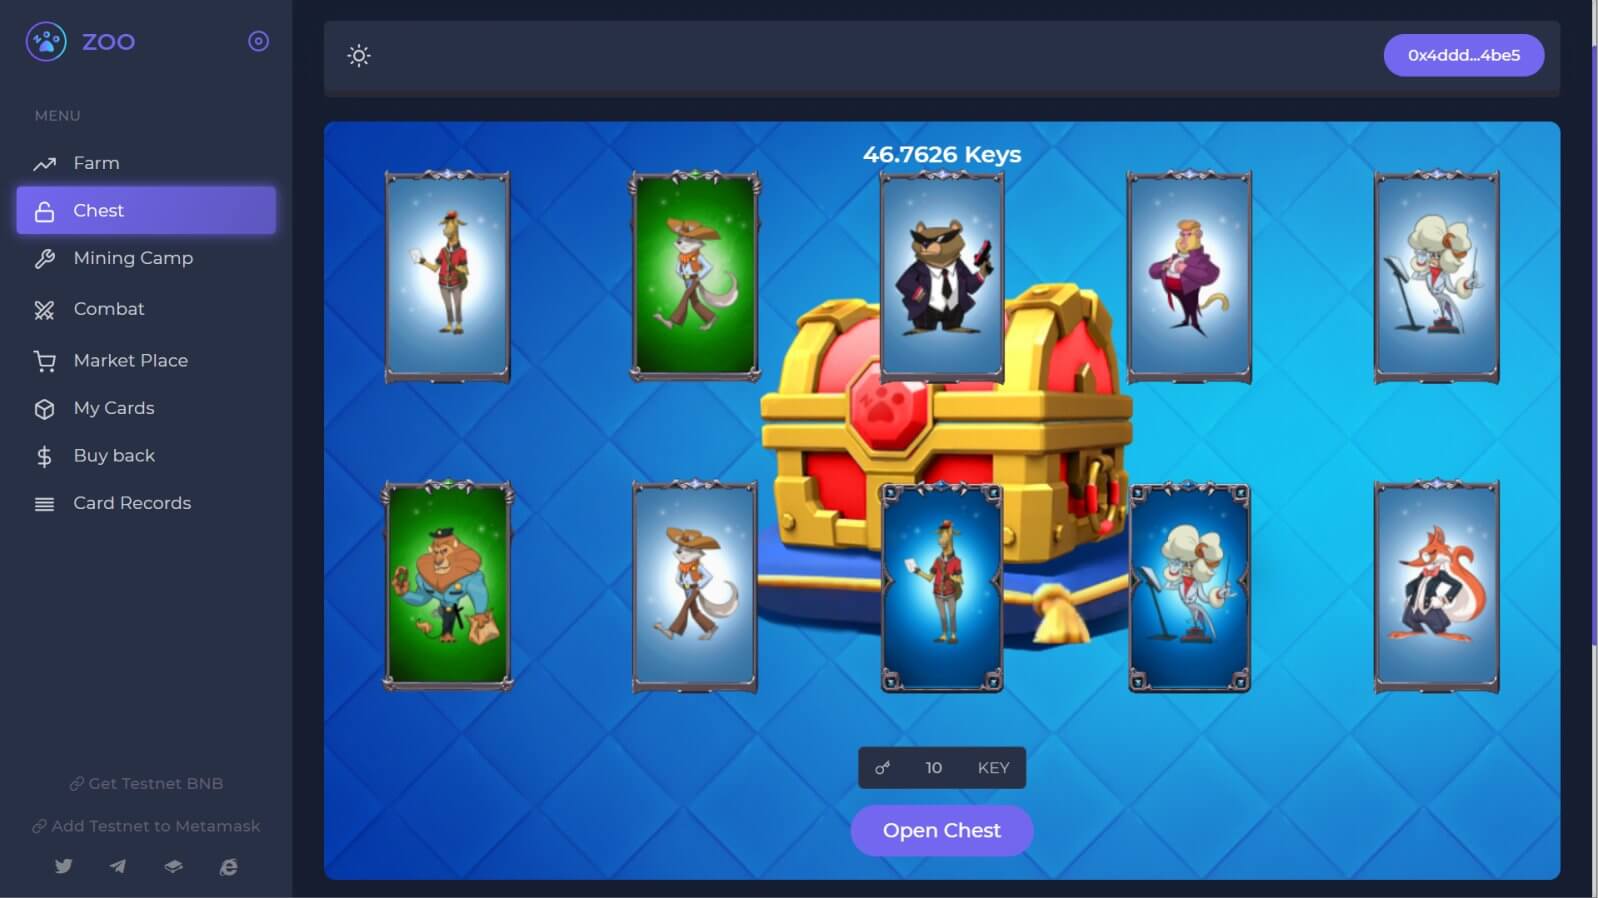 ZOO
MENU
Farm
Chest
Mining Camp
Combat
Market Place
My Cards
Buy back
Card Records
Get Testnet BNB
Add Testnet to Metamask
0x4ddd...4be5
46.7626 Keys
10 KEY
Open Chest